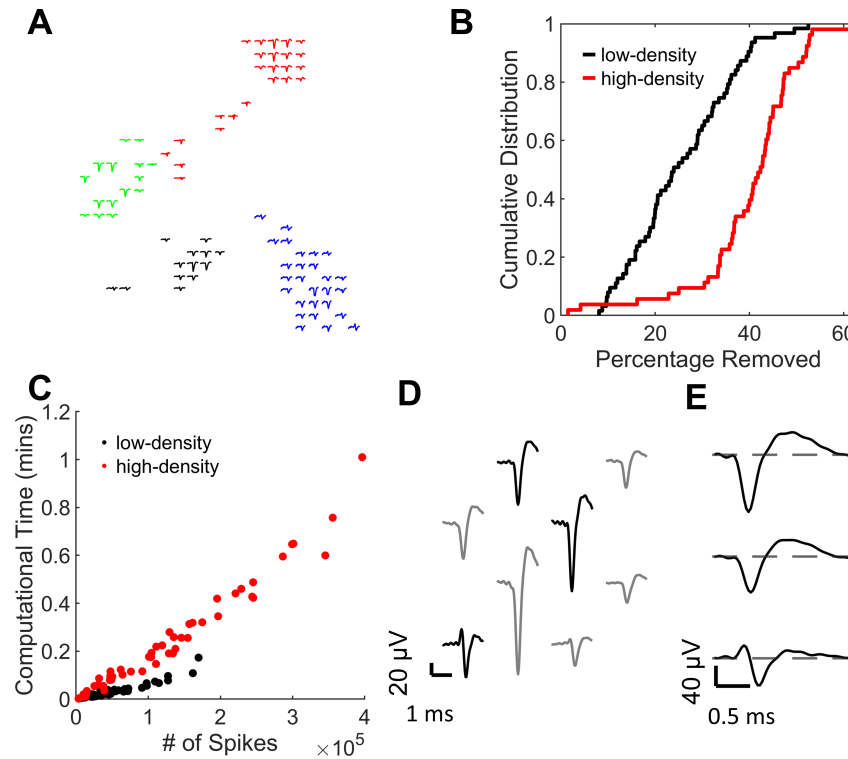 A
B
1
0.8
0.6
0.4
0.2
0
Cumulative Distribution
low-density
high-density
0
20
40
60
Percentage Removed
C
1.2
1
0.8
0.6
0.4
0.2
0
Computational Time (mins)
low-density
high-density
0
1
2
3
4
×10⁵
# of Spikes
D
20 µV
1 ms
E
40 µV
0.5 ms